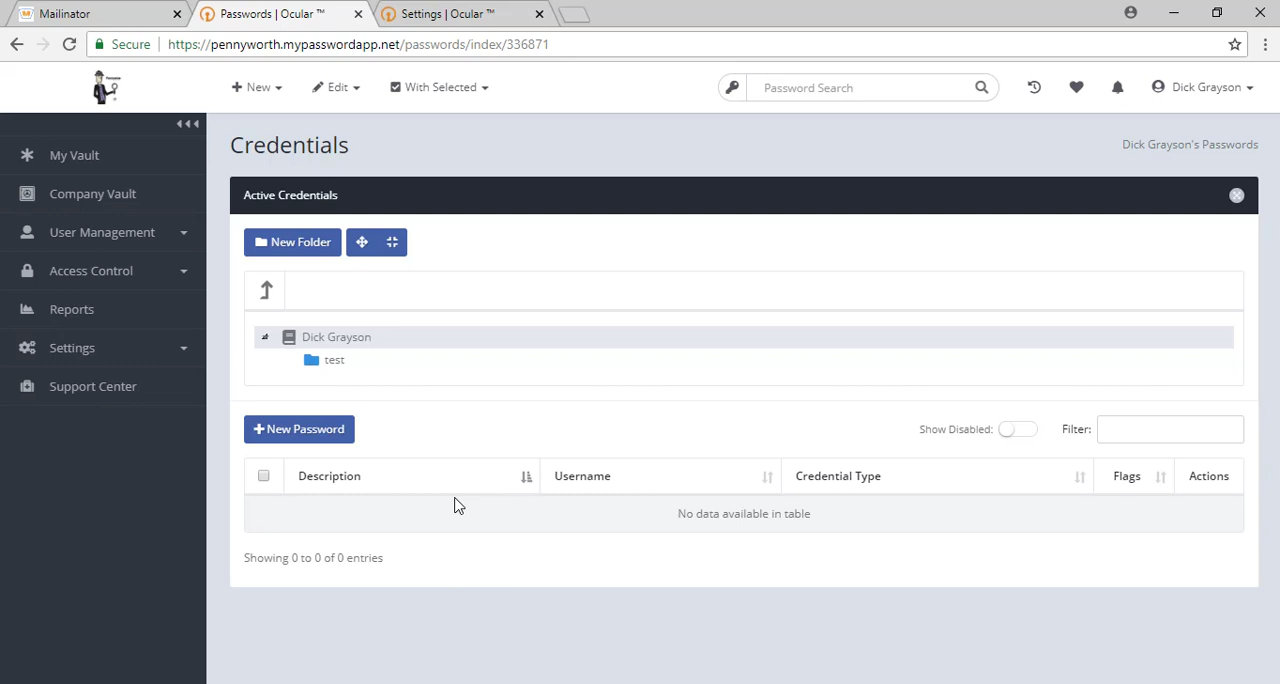 Mailinator
Passwords | Ocular ™
Settings | Ocular ™
Secure
https://pennyworth.mypasswordapp.net/passwords/index/336871
New
Edit
With Selected
Password Search
Dick Grayson
My Vault
Company Vault
User Management
Access Control
Reports
Settings
Support Center
Credentials
Dick Grayson's Passwords
Active Credentials
New Folder
Dick Grayson
test
New Password
Show Disabled:
Filter:
Description
Username
Credential Type
Flags
Actions
No data available in table
Showing 0 to 0 of 0 entries